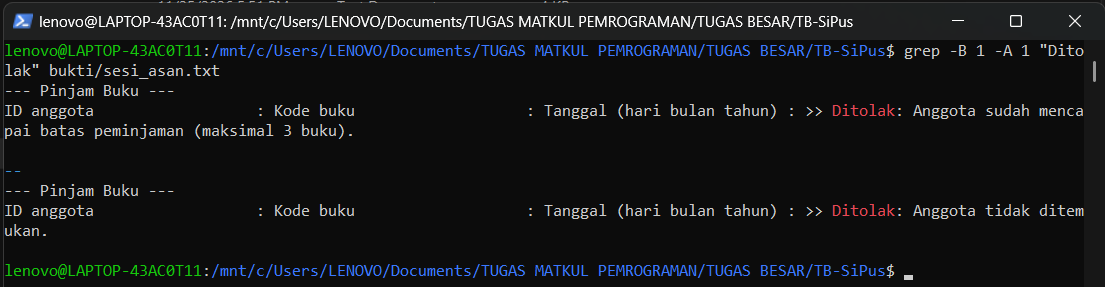 lenovo@LAPTOP-43AC0T11: /mnt/c/Users/LENOVO/Documents/TUGAS MATKUL PEMROGRAMAN/TUGAS BESAR/TB-SiPus
lenovo@LAPTOP-43AC0T11:/mnt/c/Users/LENOVO/Documents/TUGAS MATKUL PEMROGRAMAN/TUGAS BESAR/TB-SiPus$ grep -B 1 -A 1 "Dito
lak" bukti/sesi_asan.txt
--- Pinjam Buku ---
ID anggota                  : Kode buku                   : Tanggal (hari bulan tahun) : >> Ditolak: Anggota sudah menca
pai batas peminjaman (maksimal 3 buku).
--
--- Pinjam Buku ---
ID anggota                  : Kode buku                   : Tanggal (hari bulan tahun) : >> Ditolak: Anggota tidak ditem
ukan.
lenovo@LAPTOP-43AC0T11:/mnt/c/Users/LENOVO/Documents/TUGAS MATKUL PEMROGRAMAN/TUGAS BESAR/TB-SiPus$